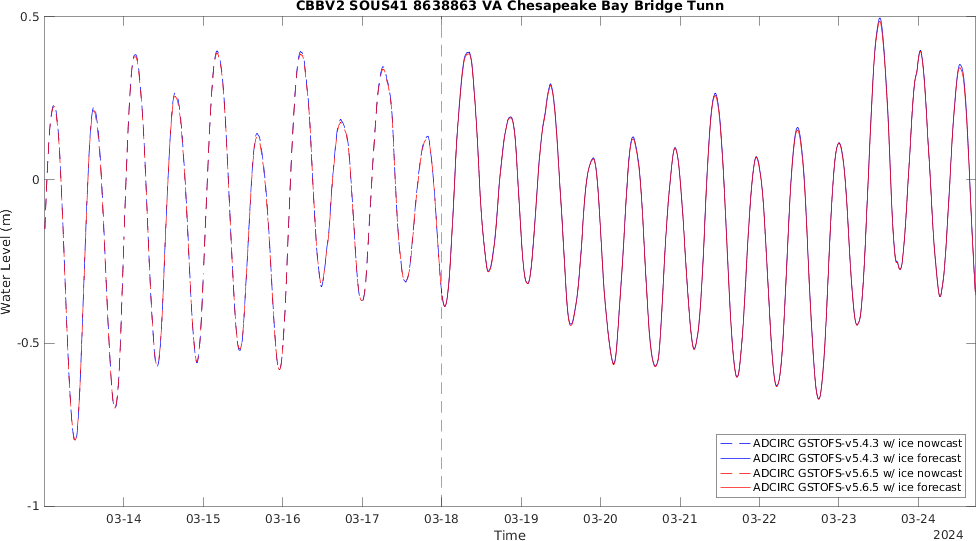 CBBV2 SOUS41 8638863 VA Chesapeake Bay Bridge Tunn
0.5
0
-0.5
-1
Water Level (m)
03-14 03-15 03-16 03-17 03-18 03-19 03-20 03-21 03-22 03-23 03-24
Time
2024
ADCIRC GSTOFS-v5.4.3 w/ ice nowcast
ADCIRC GSTOFS-v5.4.3 w/ ice forecast
ADCIRC GSTOFS-v5.6.5 w/ ice nowcast
ADCIRC GSTOFS-v5.6.5 w/ ice forecast